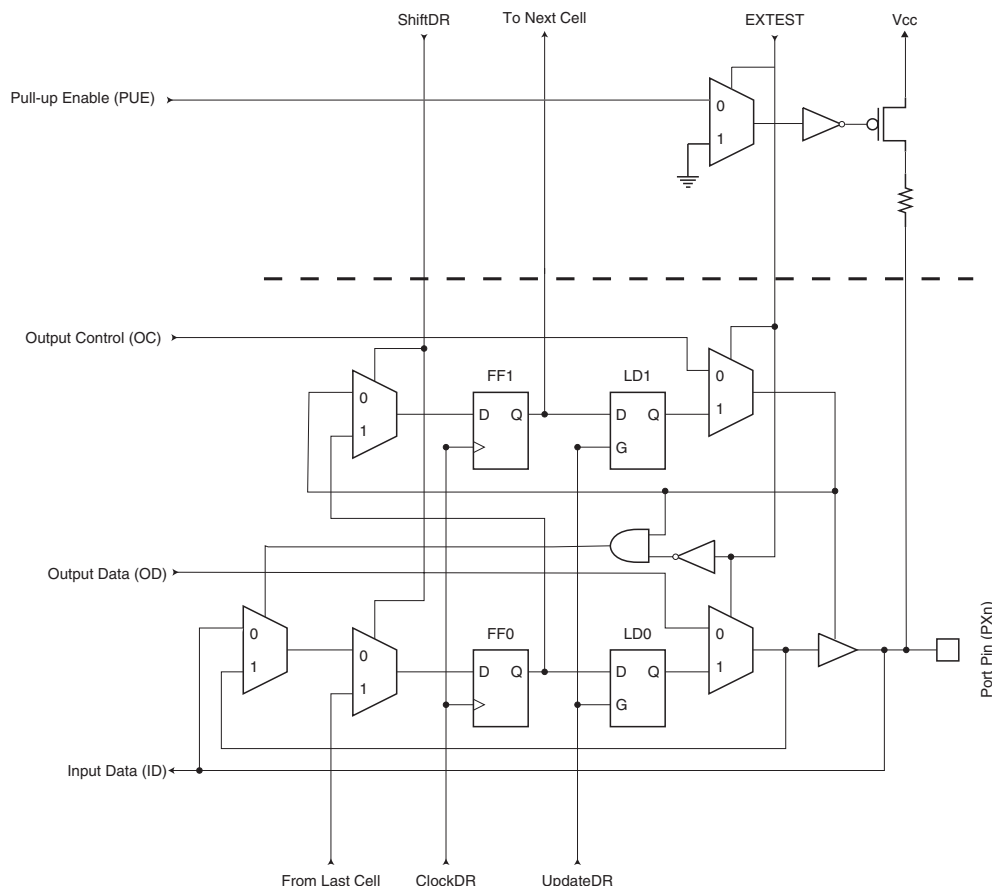 ShiftDR To Next Cell EXTEST Vcc
Pull-up Enable (PUE)
0
1
Output Control (OC)
0
1
FF1
D Q
LD1
D Q
G
0
1
Output Data (OD)
0
1
0
1
FF0
D Q
LD0
D Q
G
0
1
Port Pin (PXn)
Input Data (ID)
From Last Cell ClockDR UpdateDR